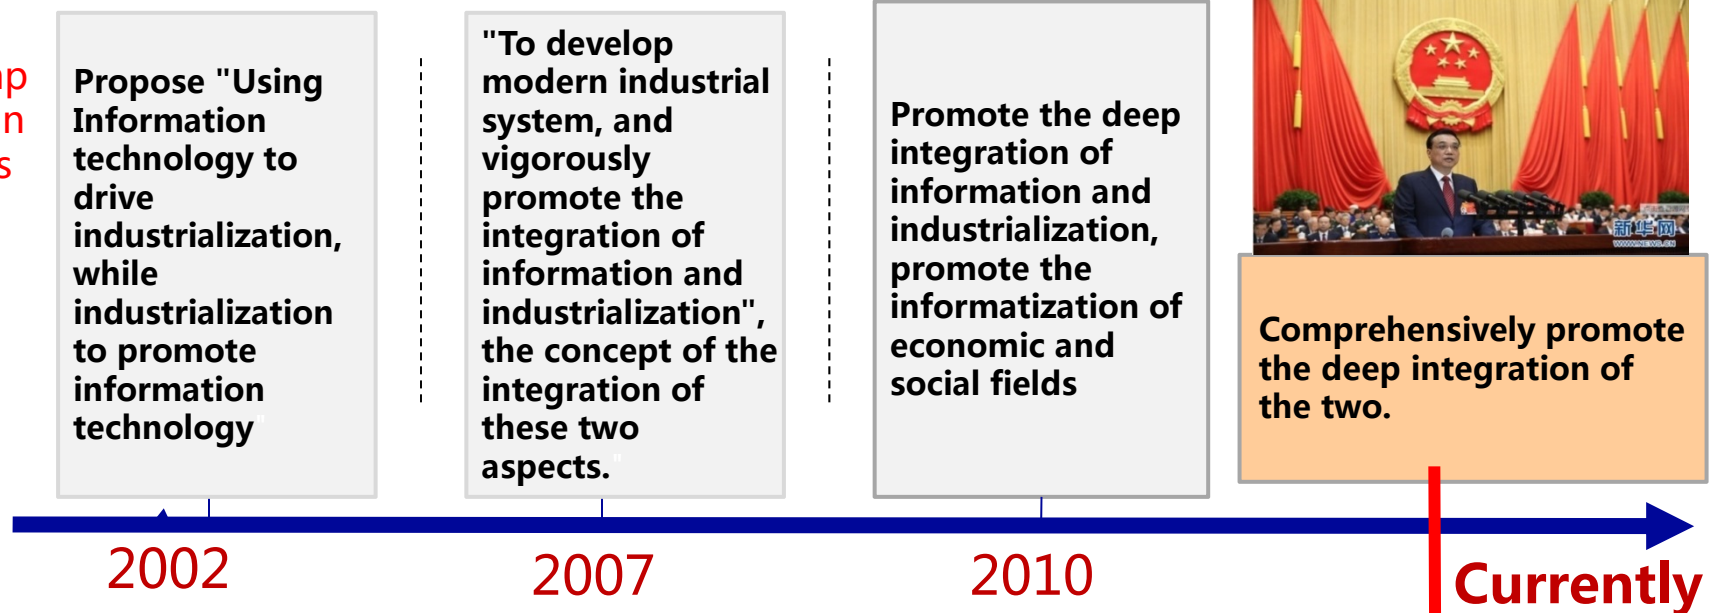 Propose "Using
Information
technology to
drive
industrialization,
while
industrialization
to promote
information
technology"
"To develop
modern industrial
system, and
vigorously
promote the
integration of
information and
industrialization",
the concept of the
integration of
these two
aspects."
Promote the deep
integration of
information and
industrialization,
promote the
informatization of
economic and
social fields
新华网
WWW.NEWS.CN
Comprehensively promote
the deep integration of
the two.
2002
2007
2010
Currently